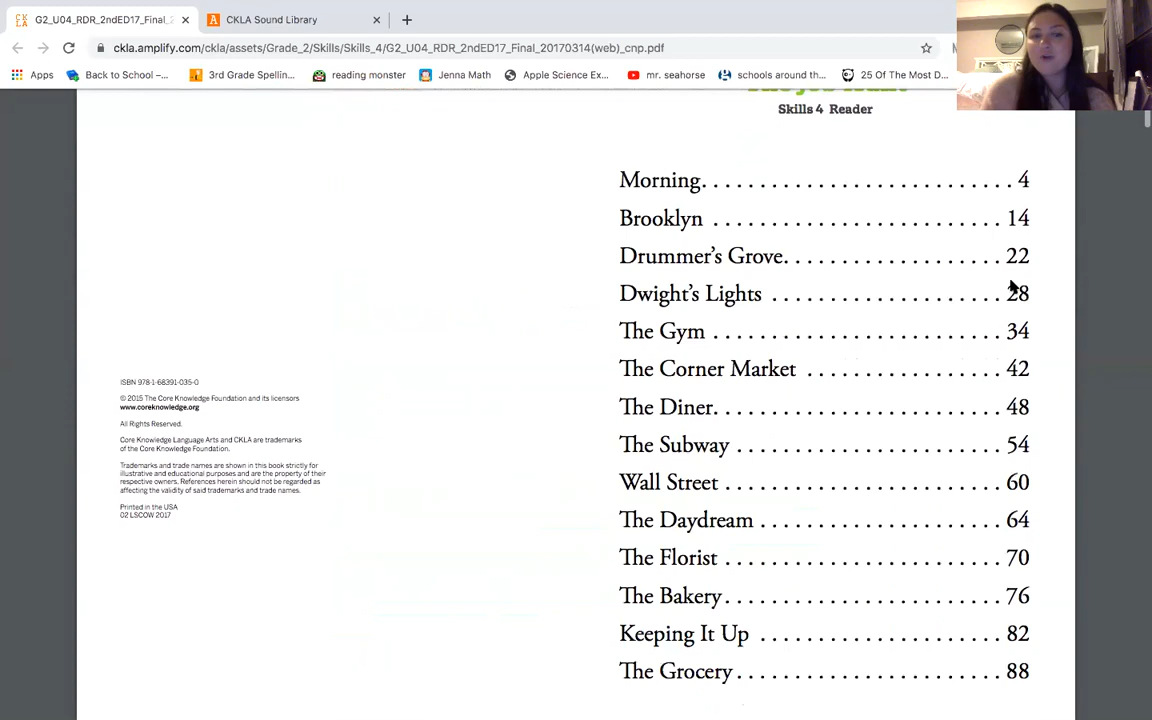 G2_U04_RDR_2ndED17_Final_2
CKLA Sound Library
ckla.amplify.com/ckla/assets/Grade_2/Skills/Skills_4/G2_U04_RDR_2ndED17_Final_20170314(web)_cnp.pdf
Apps
Back to School –...
3rd Grade Spellin...
reading monster
Jenna Math
Apple Science Ex...
mr. seahorse
schools around th...
25 Of The Most D...
Skills 4 Reader
Morning. . . . . . . . . . . . . . . . . . . . . . . . . . 4
Brooklyn . . . . . . . . . . . . . . . . . . . . . . . . 14
Drummer’s Grove. . . . . . . . . . . . . . . . . . 22
Dwight’s Lights . . . . . . . . . . . . . . . . . . . 28
The Gym . . . . . . . . . . . . . . . . . . . . . . . . 34
The Corner Market . . . . . . . . . . . . . . . . 42
The Diner. . . . . . . . . . . . . . . . . . . . . . . . 48
The Subway . . . . . . . . . . . . . . . . . . . . . . 54
Wall Street . . . . . . . . . . . . . . . . . . . . . . . 60
The Daydream . . . . . . . . . . . . . . . . . . . . 64
The Florist . . . . . . . . . . . . . . . . . . . . . . . 70
The Bakery . . . . . . . . . . . . . . . . . . . . . . . 76
Keeping It Up . . . . . . . . . . . . . . . . . . . . 82
The Grocery . . . . . . . . . . . . . . . . . . . . . . 88
ISBN 978-1-68391-035-0
© 2015 The Core Knowledge Foundation and its licensors
www.coreknowledge.org
All Rights Reserved.
Core Knowledge Language Arts and CKLA are trademarks
of the Core Knowledge Foundation.
Trademarks and trade names are shown in this book strictly for
illustrative and educational purposes and are the property of their
respective owners. References herein should not be regarded as
affecting the validity of said trademarks and trade names.
Printed in the USA
02 LSCOW 2017